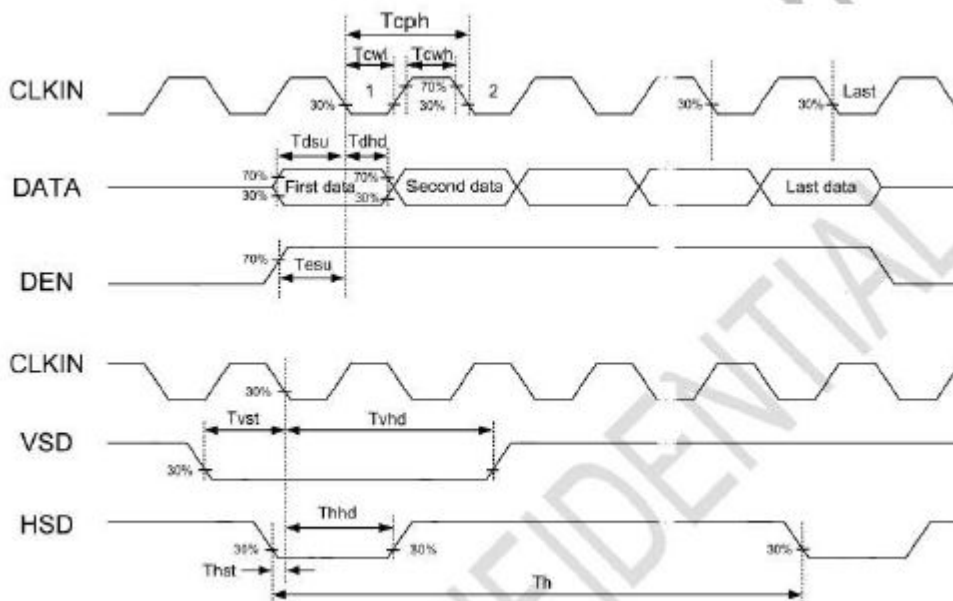 Tcph
Tcwl Tcwh
CLKIN
30% 1 70% 30% 2 30% 30% Last
Tdsu Tdhd
DATA
70% 30% First data 70% 30% Second data Last data
DEN
70% Tesu
CLKIN
30%
Tvst Tvhd
VSD
30%
HSD
Thhd
30% 30% 30%
Thst
Th
NFIDENTIAL